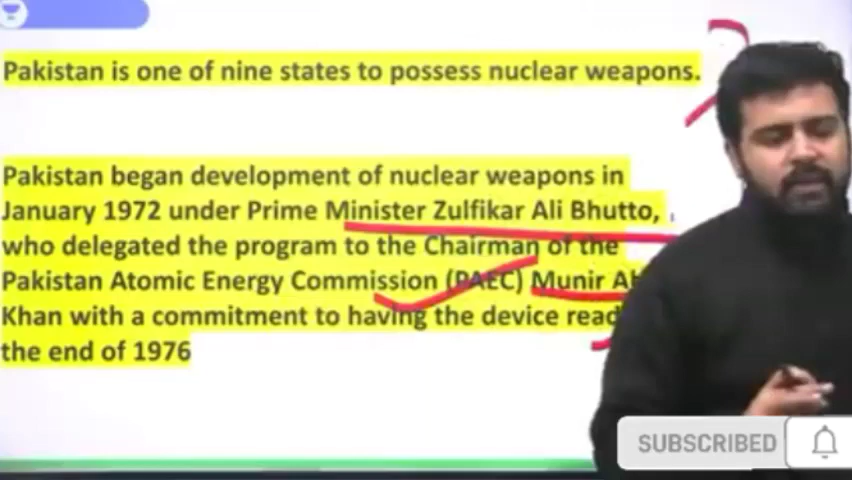 Pakistan is one of nine states to possess nuclear weapons.
Pakistan began development of nuclear weapons in
January 1972 under Prime Minister Zulfikar Ali Bhutto,
who delegated the program to the Chairman of the
Pakistan Atomic Energy Commission (PAEC) Munir
Khan with a commitment to having the device
the end of 1976
SUBSCRIBED